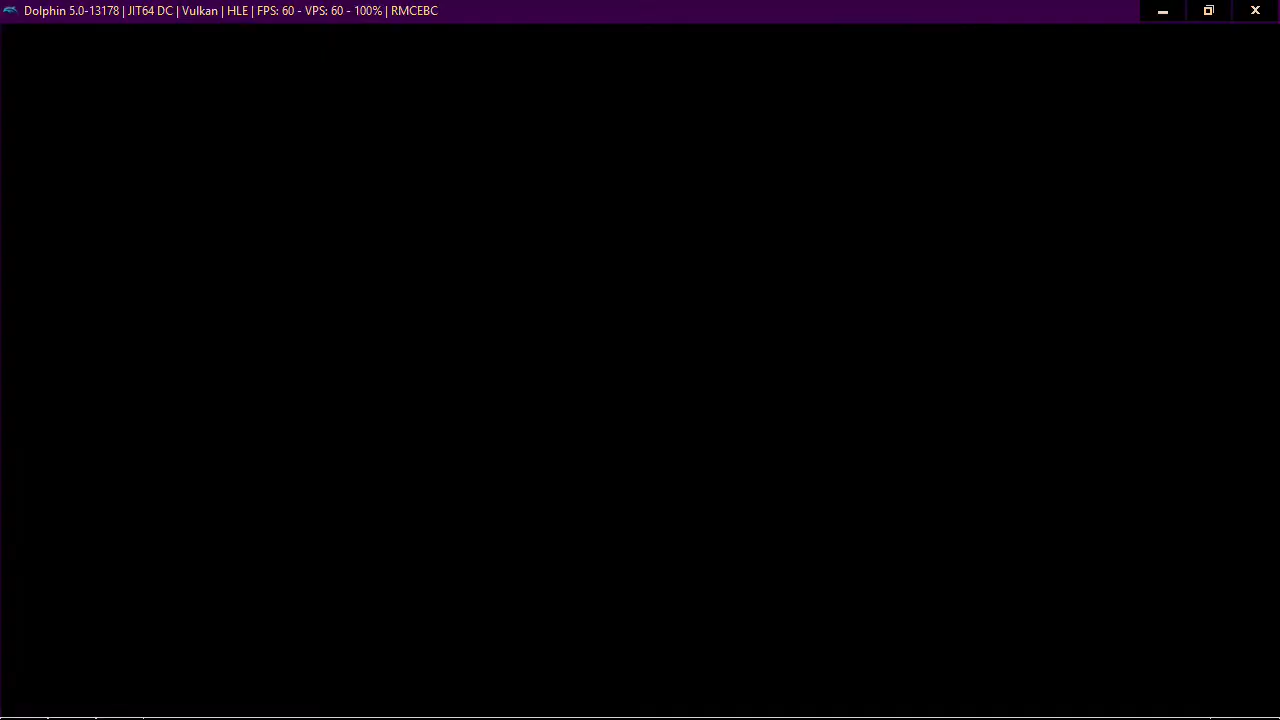 Dolphin 5.0-13178 | JIT64 DC | Vulkan | HLE | FPS: 60 - VPS: 60 - 100% | RMCEBC